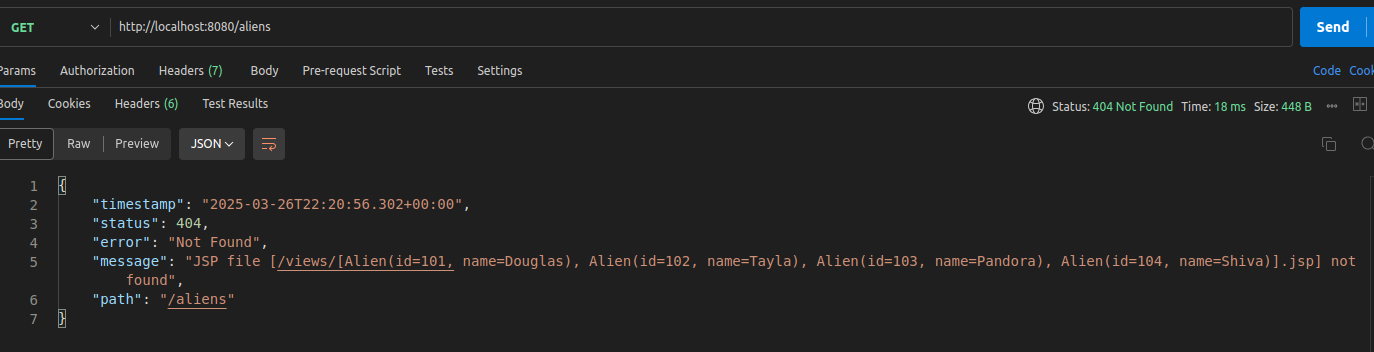 GET http://localhost:8080/aliens Send
Params Authorization Headers (7) Body Pre-request Script Tests Settings Code Cook
Body Cookies Headers (6) Test Results Status: 404 Not Found Time: 18 ms Size: 448 B
Pretty Raw Preview JSON
1 {
2 "timestamp": "2025-03-26T22:20:56.302+00:00",
3 "status": 404,
4 "error": "Not Found",
5 "message": "JSP file [/views/[Alien(id=101, name=Douglas), Alien(id=102, name=Tayla), Alien(id=103, name=Pandora), Alien(id=104, name=Shiva)].jsp] not
found",
6 "path": "/aliens"
7 }